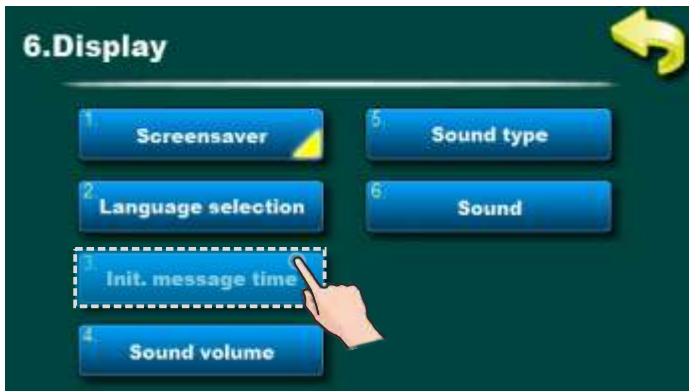 6.Display
1. Screensaver
2. Language selection
3. Init. message time
4. Sound volume
5 Sound type
6 Sound